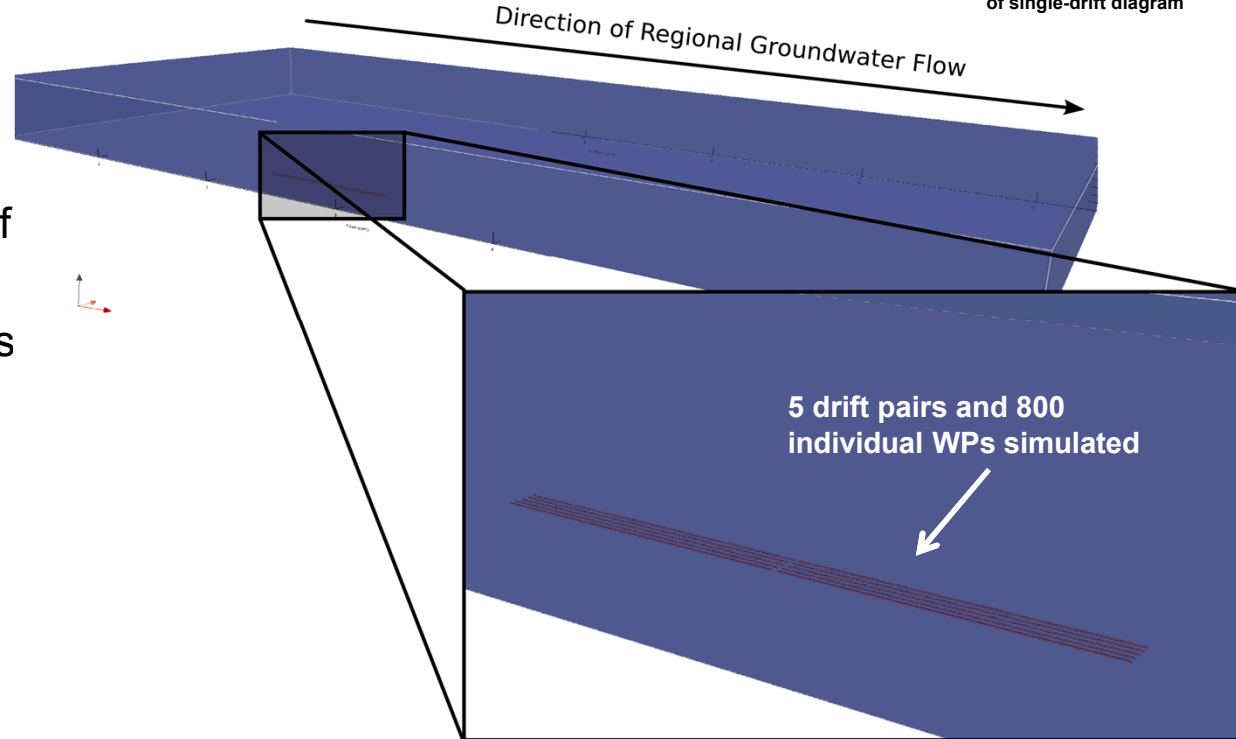 of single-drift diagram
Direction of Regional Groundwater Flow
f
s
5 drift pairs and 800
individual WPs simulated